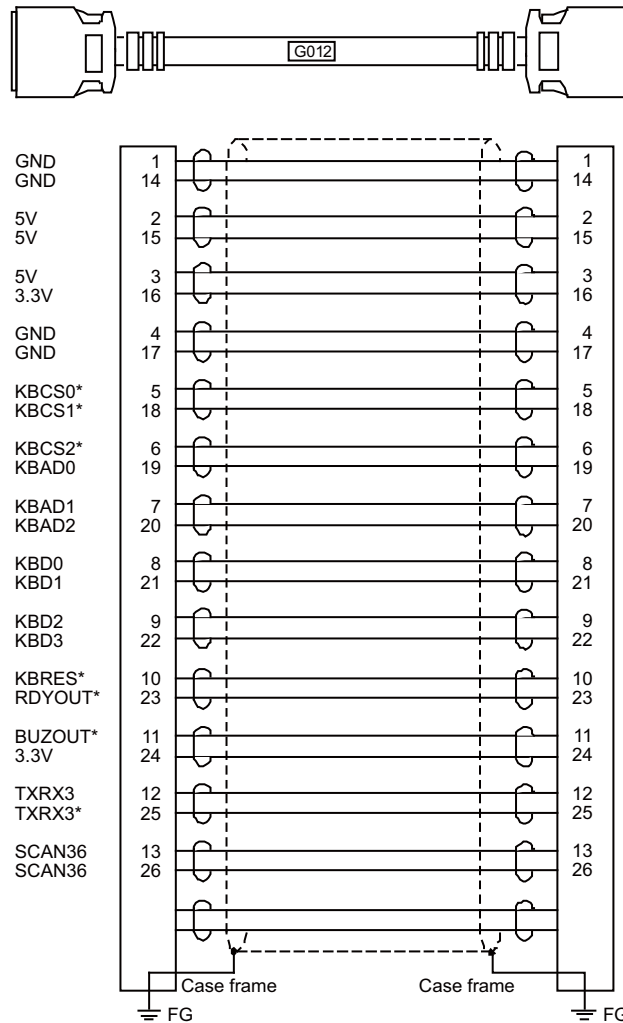 G012
GND 1 1
GND 14 14
5V 2 2
5V 15 15
5V 3 3
3.3V 16 16
GND 4 4
GND 17 17
KBCS0* 5 5
KBCS1* 18 18
KBCS2* 6 6
KBAD0 19 19
KBAD1 7 7
KBAD2 20 20
KBD0 8 8
KBD1 21 21
KBD2 9 9
KBD3 22 22
KBRES* 10 10
RDYOUT* 23 23
BUZOUT* 11 11
3.3V 24 24
TXRX3 12 12
TXRX3* 25 25
SCAN36 13 13
SCAN36 26 26
Case frame Case frame
FG FG